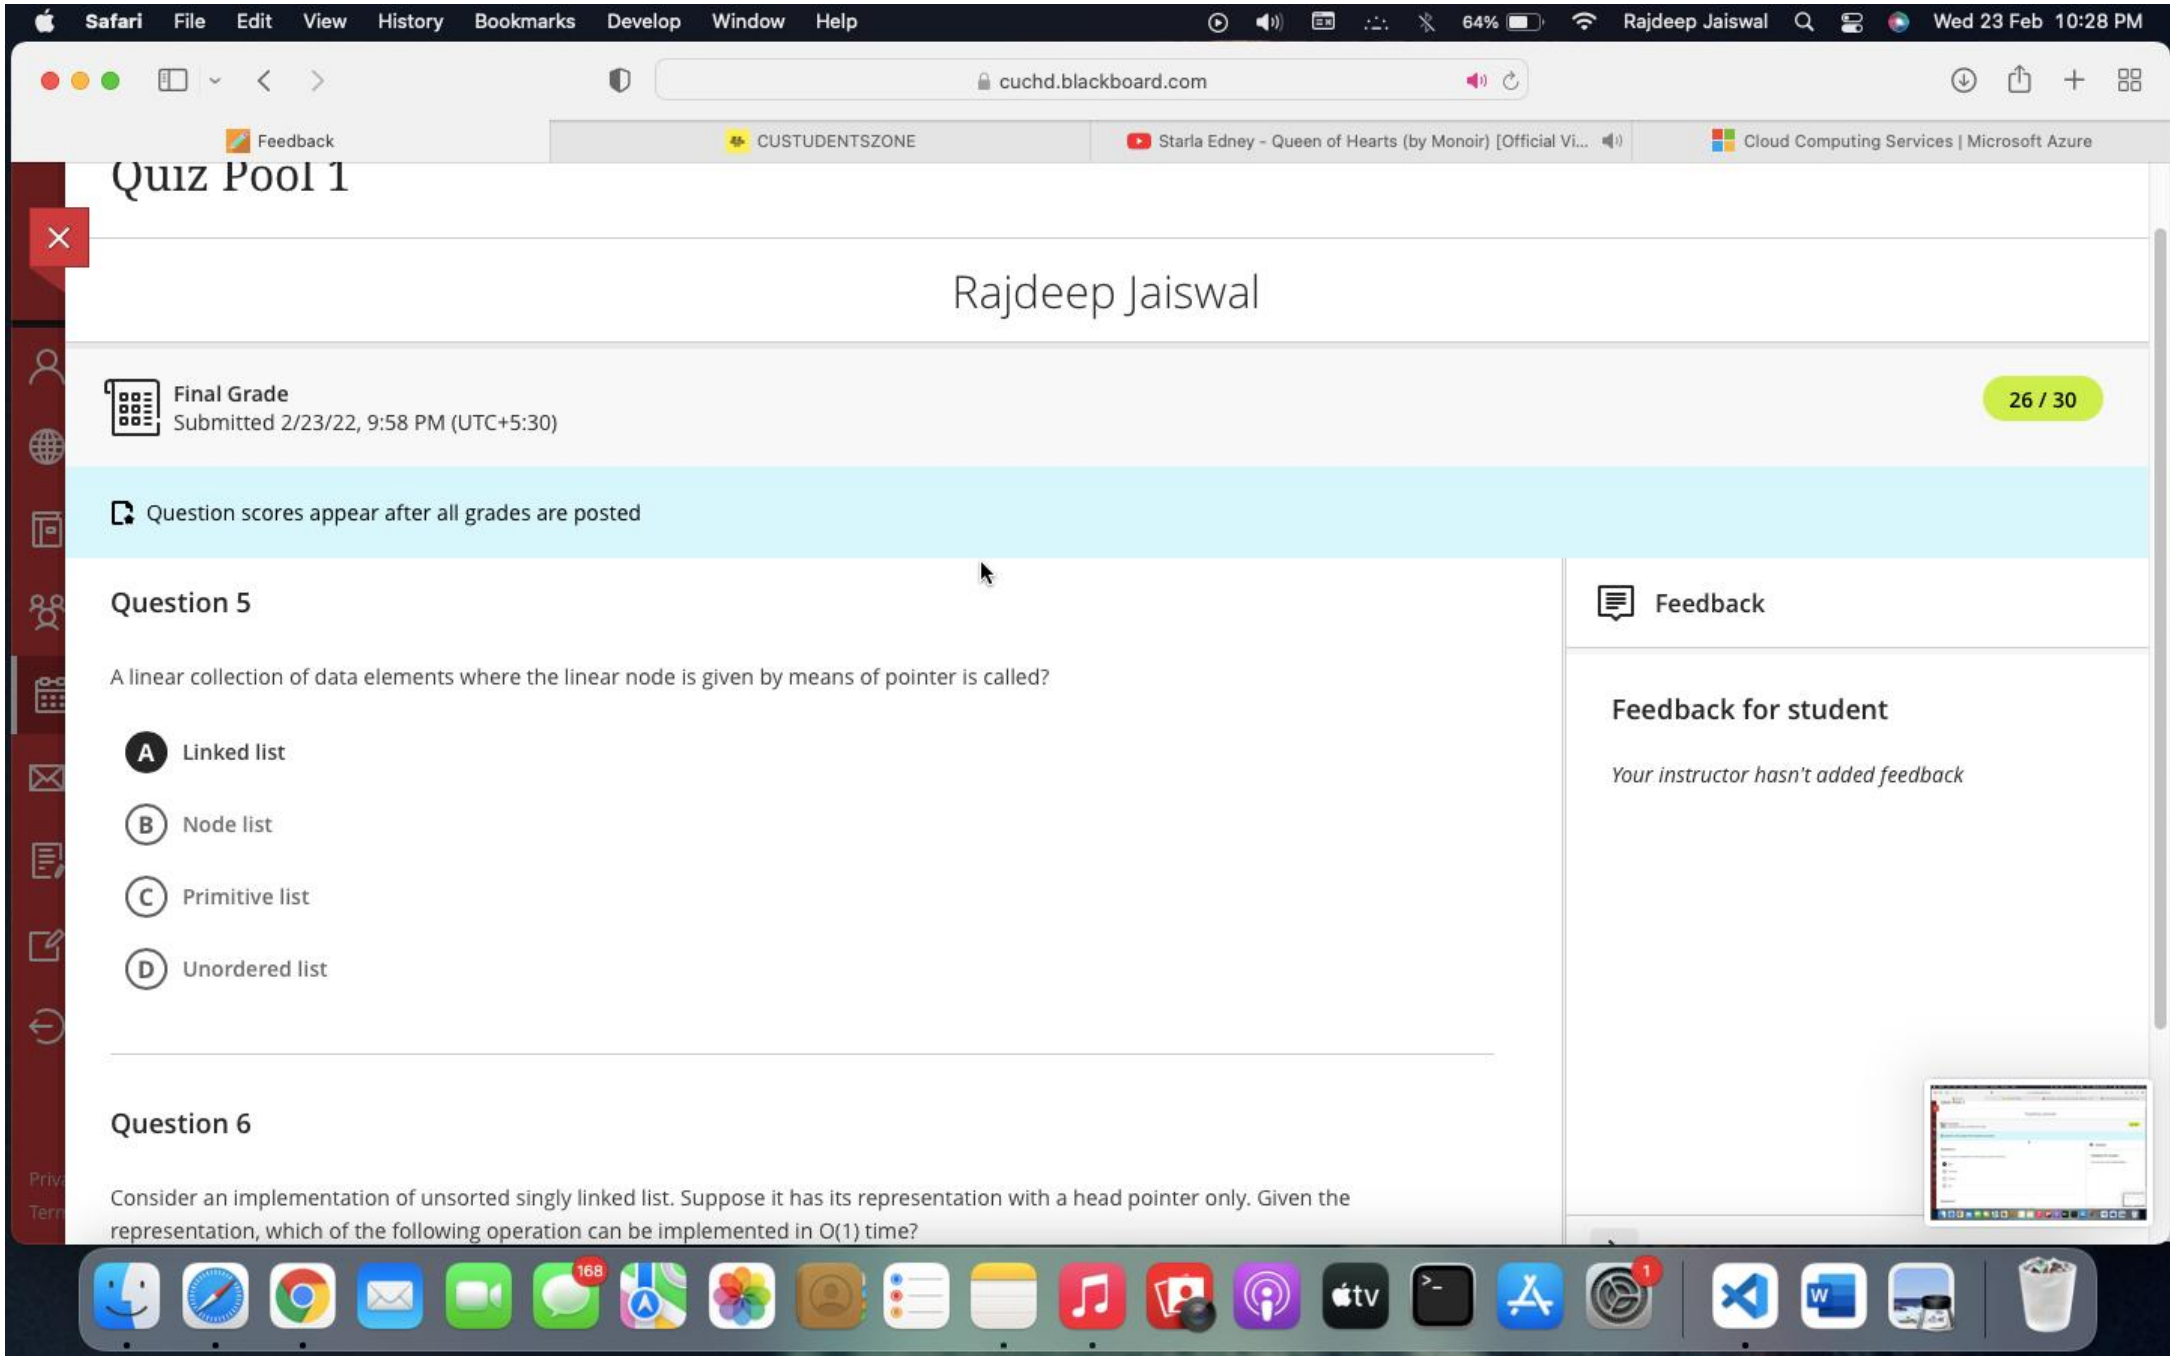 Safari File Edit View History Bookmarks Develop Window Help 64% Rajdeep Jaiswal Wed 23 Feb 10:28 PM
cuchd.blackboard.com
Feedback CUSTUDENTSZONE Starla Edney - Queen of Hearts (by Monoir) [Official Vi... Cloud Computing Services | Microsoft Azure
Quiz Pool 1
Rajdeep Jaiswal
Final Grade
Submitted 2/23/22, 9:58 PM (UTC+5:30)
26 / 30
Question scores appear after all grades are posted
Question 5
A linear collection of data elements where the linear node is given by means of pointer is called?
A Linked list
B Node list
C Primitive list
D Unordered list
Feedback
Feedback for student
Your instructor hasn't added feedback
Question 6
Consider an implementation of unsorted singly linked list. Suppose it has its representation with a head pointer only. Given the
representation, which of the following operation can be implemented in O(1) time?
Priva
Tern
168
tv
>_
1
W